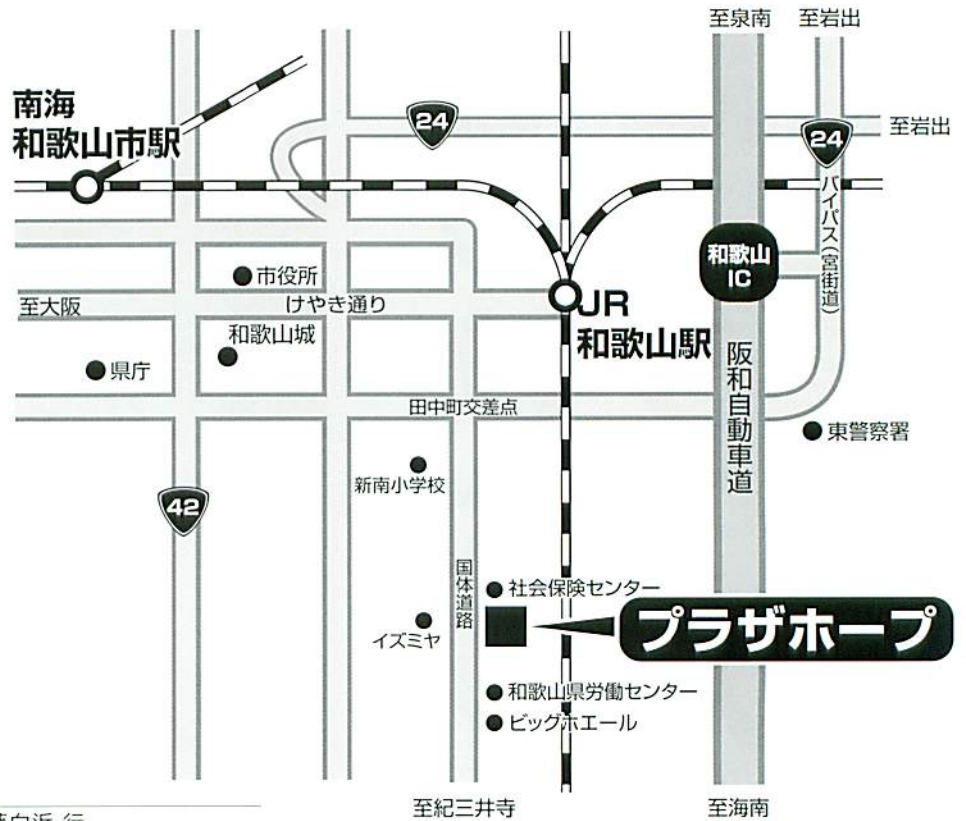 至泉南
至岩出
南海
和歌山市駅
24
至岩出
24
バイパス(宮街道)
和歌山
IC
市役所
至大阪
けやき通り
JR
和歌山駅
和歌山城
県庁
阪和自動車道
田中町交差点
東警察署
新南小学校
42
国体道路
社会保険センター
プラザホープ
イズミヤ
和歌山県労働センター
ビッグホエール
至紀三井寺
至海南